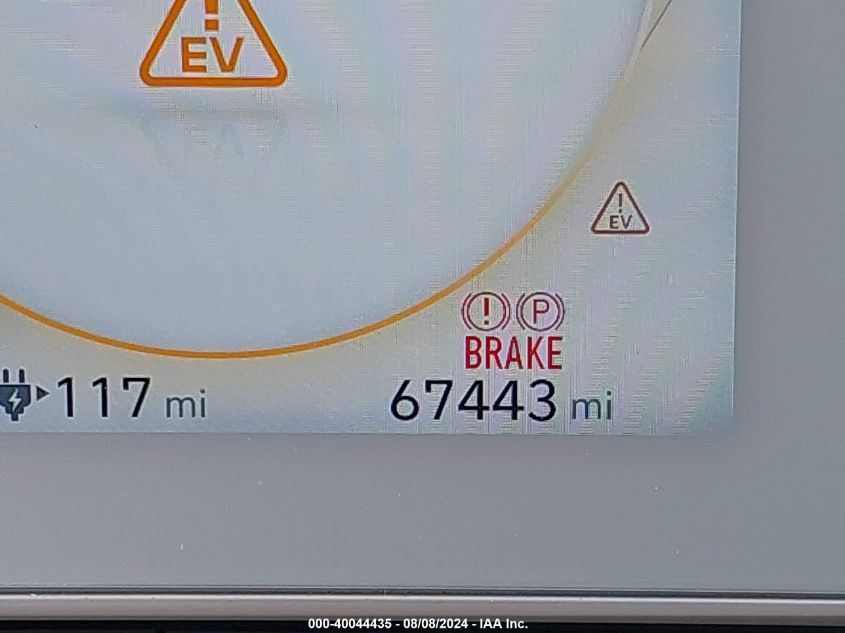 ! EV
! EV
! P
BRAKE
117 mi 67443 mi
000-40044435 - 08/08/2024 - IAA Inc.